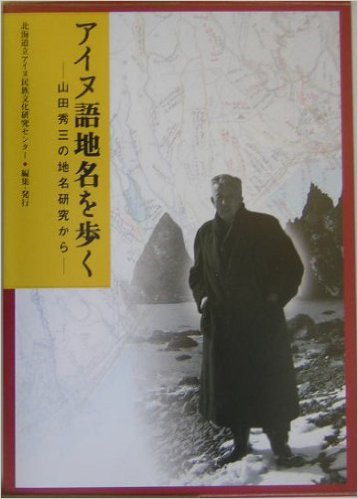 アイヌ語地名を歩く
―山田秀三の地名研究から―
北海道立アイヌ民族文化研究センター・編集・発行